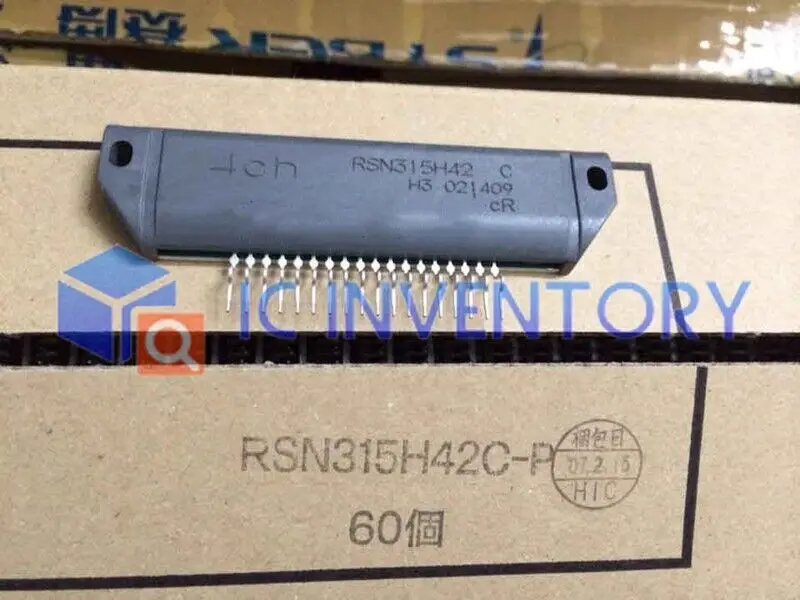 4ch
RSN315H42 C
H3 021409
cR
IC INVENTORY
RSN315H42C-P
梱包日
07.2.15
HIC
60個